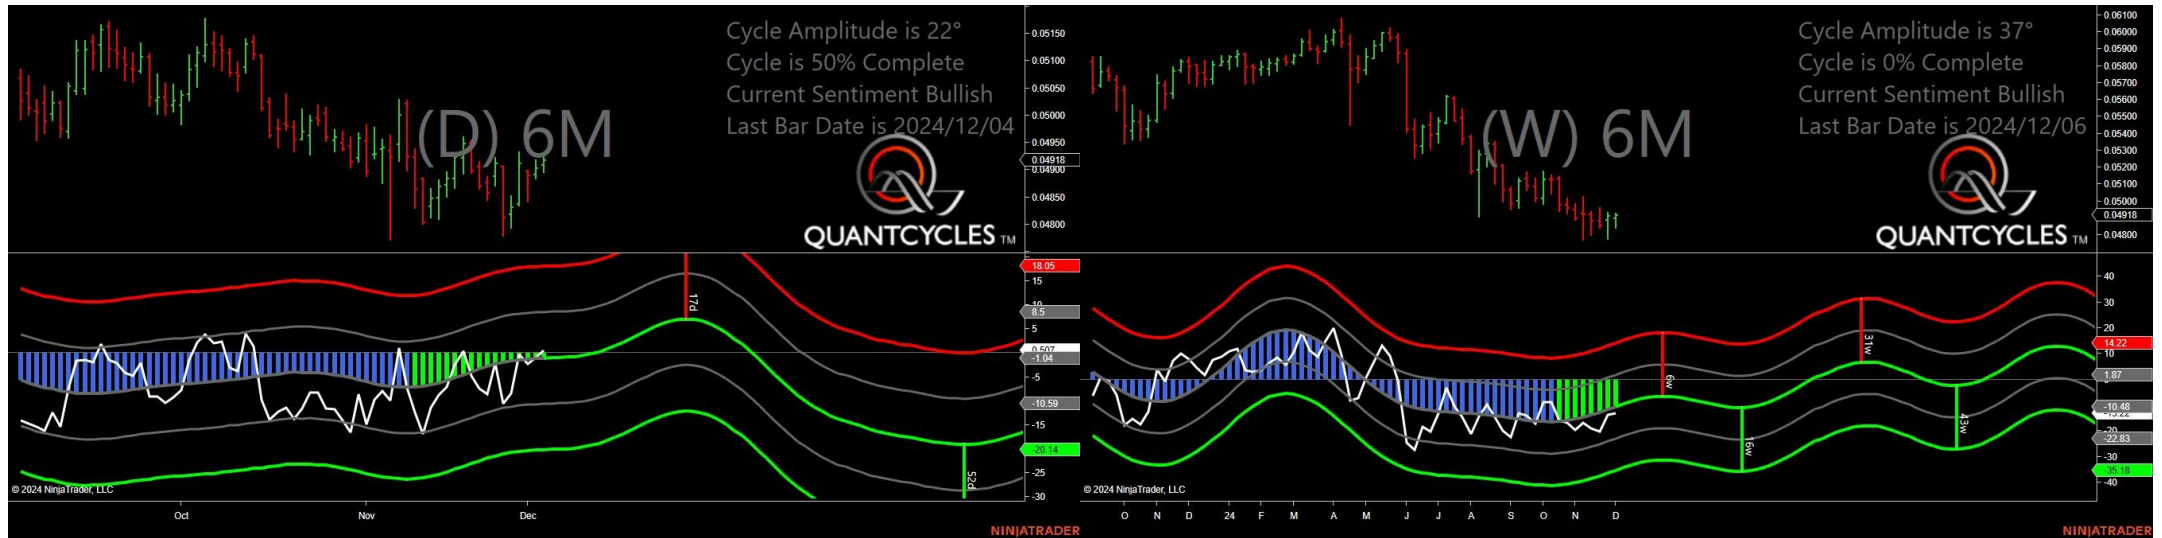 Cycle Amplitude is 22°
Cycle is 50% Complete
Current Sentiment Bullish
Last Bar Date is 2024/12/04
(D) 6M
QUANTCYCLES TM
0.05150
0.05100
0.05050
0.05000
0.04950
0.04918
0.04900
0.04850
0.04800
18.05
15
10
8.5
5
0.507
-1.04
-5
-10.59
-15
-20.14
-25
-30
17d
52d
© 2024 NinjaTrader, LLC
Oct
Nov
Dec
NINJATRADER
Cycle Amplitude is 37°
Cycle is 0% Complete
Current Sentiment Bullish
Last Bar Date is 2024/12/06
(W) 6M
QUANTCYCLES TM
0.06100
0.06000
0.05900
0.05800
0.05700
0.05600
0.05500
0.05400
0.05300
0.05200
0.05100
0.05000
0.04918
0.04800
40
30
20
14.22
10
1.87
-10.48
-20
-22.83
-30
-35.18
-40
6w
16w
31w
43w
© 2024 NinjaTrader, LLC
O N D 24 F M A M J J A S O N D
NINJATRADER